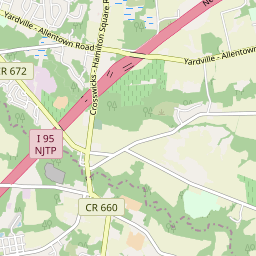 Yardville - Allentown Road
Yardville - Allentown
CR 672
Crosswicks - Hamilton Square R
I 95
NJTP
CR 660